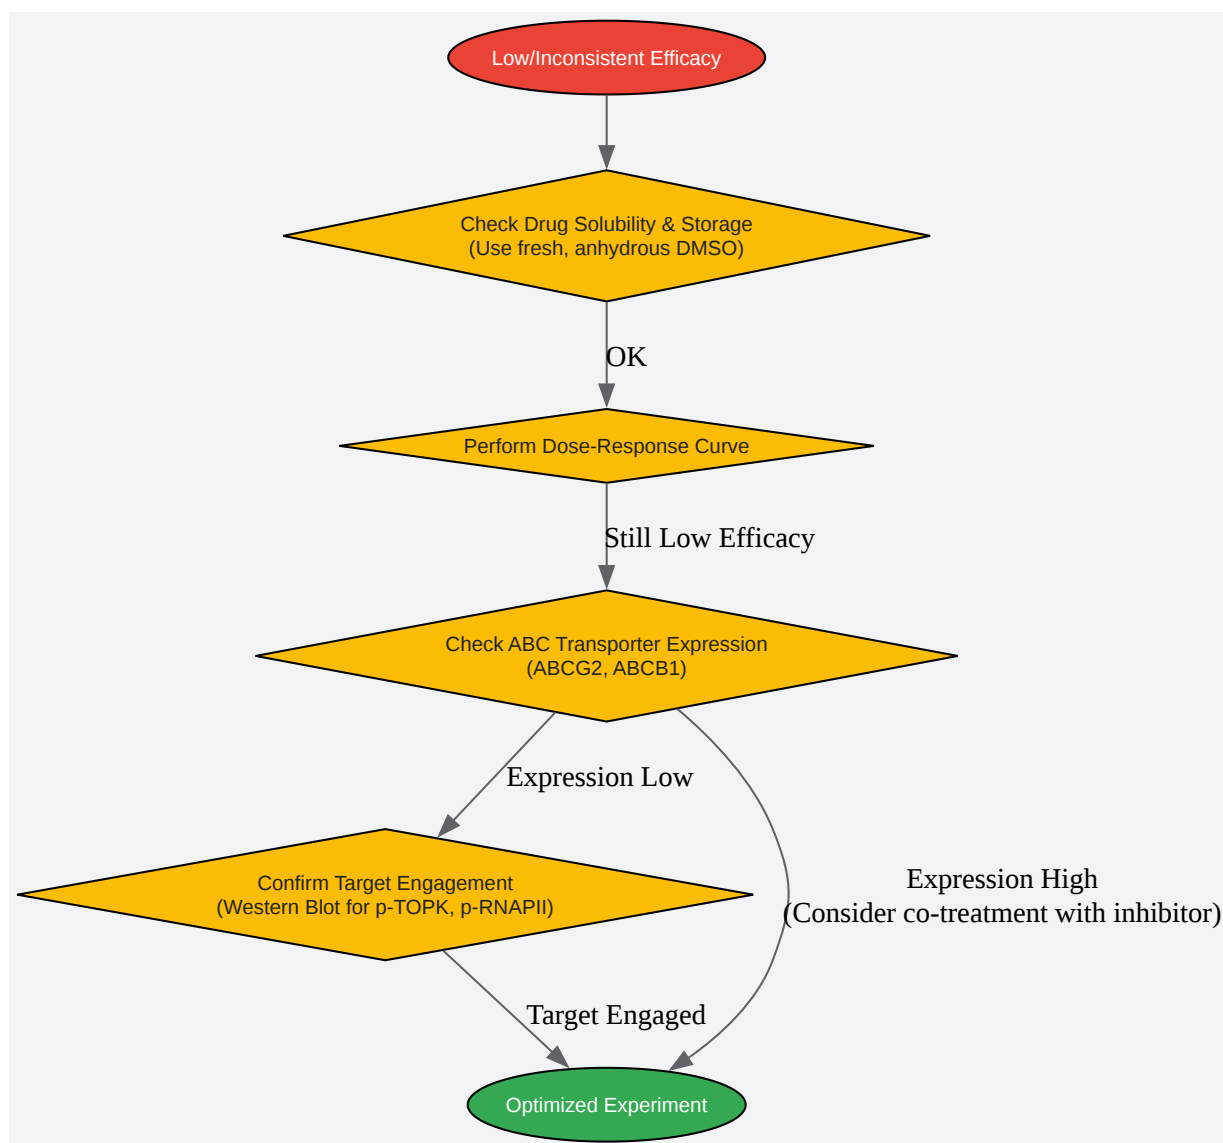 Low/Inconsistent Efficacy
Check Drug Solubility & Storage
(Use fresh, anhydrous DMSO)
OK
Perform Dose-Response Curve
Still Low Efficacy
Check ABC Transporter Expression
(ABCG2, ABCB1)
Expression Low
Confirm Target Engagement
(Western Blot for p-TOPK, p-RNAPII)
Expression High
(Consider co-treatment with inhibitor)
Target Engaged
Optimized Experiment